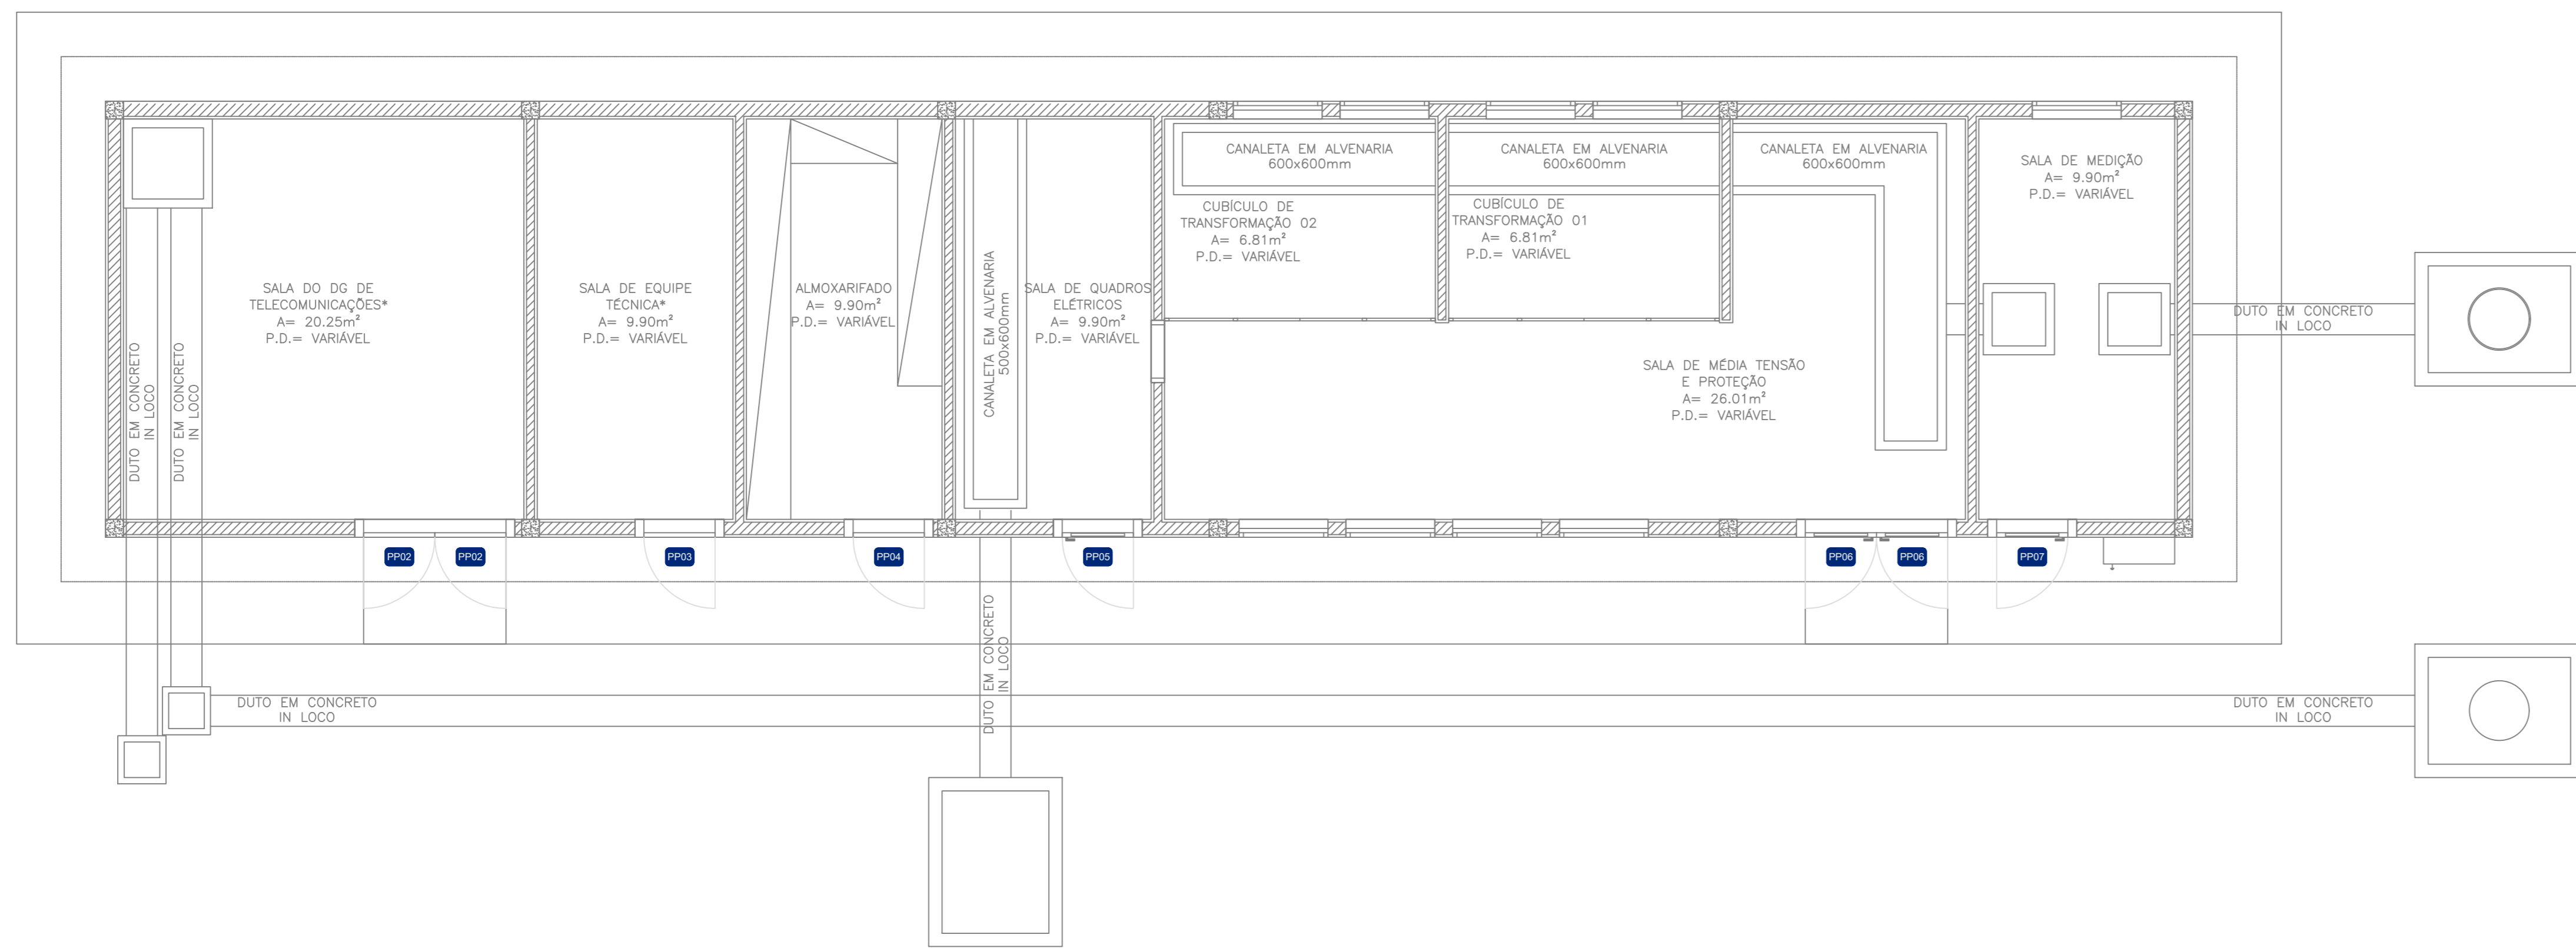 CANALETA EM ALVENARIA
600x600mm
CANALETA EM ALVENARIA
600x600mm
CANALETA EM ALVENARIA
600x600mm
SALA DE MEDIÇÃO
A= 9.90m²
P.D.= VARIÁVEL
CUBÍCULO DE
TRANSFORMAÇÃO 02
A= 6.81m²
P.D.= VARIÁVEL
CUBÍCULO DE
TRANSFORMAÇÃO 01
A= 6.81m²
P.D.= VARIÁVEL
SALA DO DG DE
TELECOMUNICAÇÕES*
A= 20.25m²
P.D.= VARIÁVEL
SALA DE EQUIPE
TÉCNICA*
A= 9.90m²
P.D.= VARIÁVEL
ALMOXARIFADO
A= 9.90m²
P.D.= VARIÁVEL
CANALETA EM ALVENARIA
500x600mm
SALA DE QUADROS
ELÉTRICOS
A= 9.90m²
P.D.= VARIÁVEL
DUTO EM CONCRETO
IN LOCO
SALA DE MÉDIA TENSÃO
E PROTEÇÃO
A= 26.01m²
P.D.= VARIÁVEL
DUTO EM CONCRETO
IN LOCO
DUTO EM CONCRETO
IN LOCO
PP02
PP02
PP03
PP04
PP05
PP06
PP06
PP07
DUTO EM CONCRETO
IN LOCO
DUTO EM CONCRETO
IN LOCO
DUTO EM CONCRETO
IN LOCO